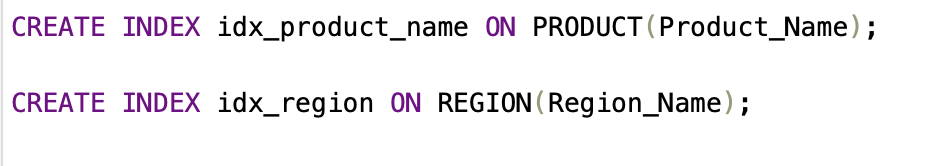 CREATE INDEX idx_product_name ON PRODUCT(Product_Name);
CREATE INDEX idx_region ON REGION(Region_Name);